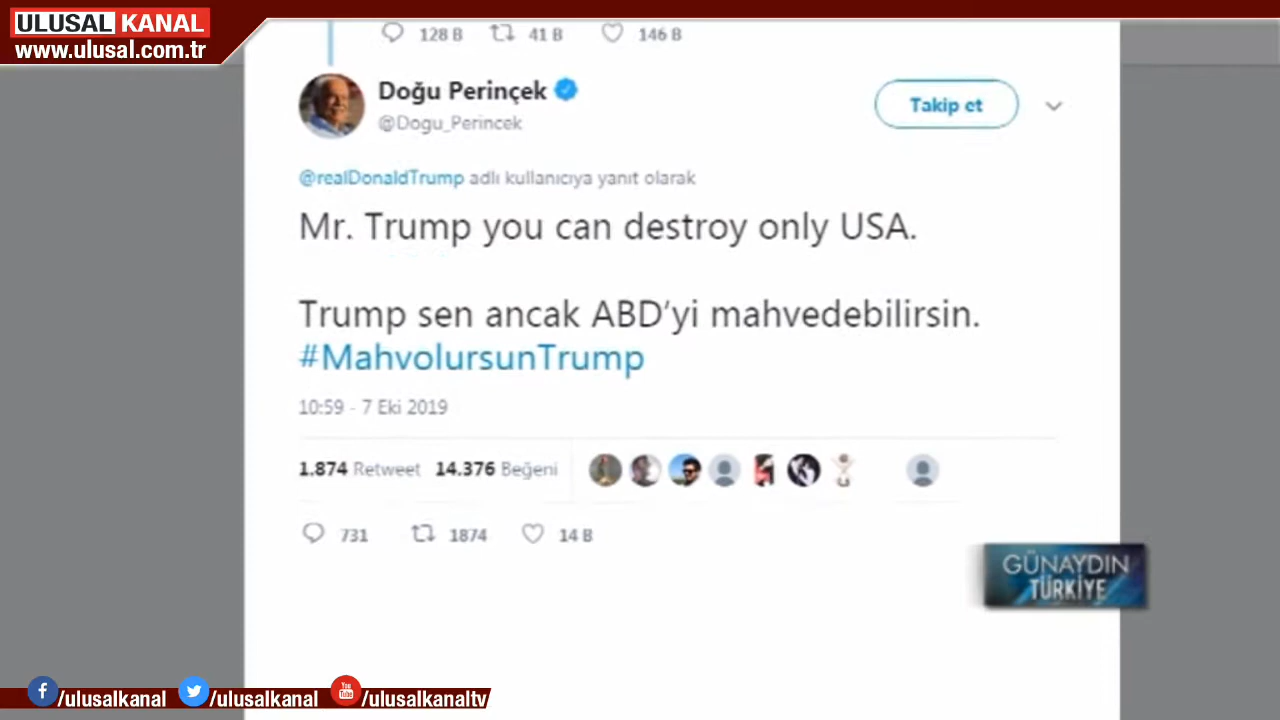 ULUSAL KANAL
www.ulusal.com.tr
128 B 41 B 146 B
Doğu Perinçek
@Dogu_Perincek
Takip et
@realDonaldTrump adlı kullanıcıya yanıt olarak
Mr. Trump you can destroy only USA.
Trump sen ancak ABD'yi mahvedebilirsin.
#MahvolursunTrump
10:59 - 7 Eki 2019
1.874 Retweet 14.376 Beğeni
731 1874 14 B
GÜNAYDIN
TÜRKİYE
/ulusalkanal /ulusalkanal You Tube /ulusalkanaltv